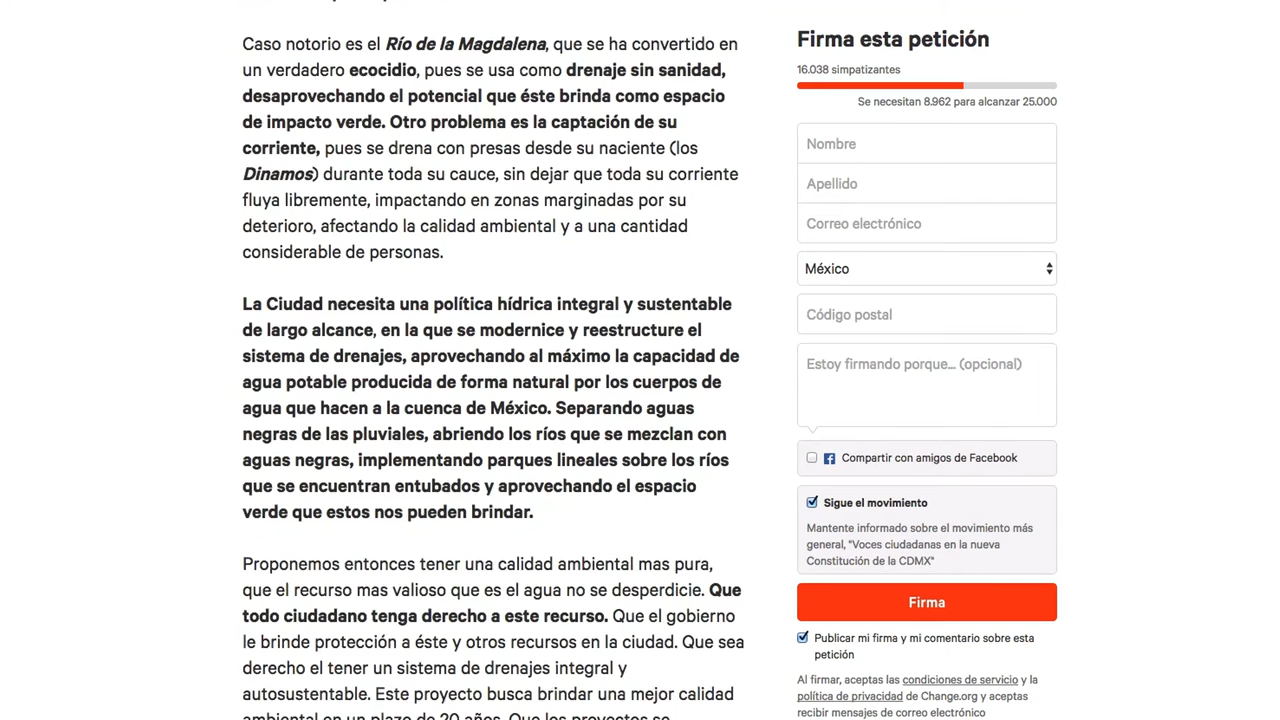 Caso notorio es el Río de la Magdalena, que se ha convertido en
un verdadero ecocidio, pues se usa como drenaje sin sanidad,
desaprovechando el potencial que éste brinda como espacio
de impacto verde. Otro problema es la captación de su
corriente, pues se drena con presas desde su naciente (los
Dinamos) durante toda su cauce, sin dejar que toda su corriente
fluya libremente, impactando en zonas marginadas por su
deterioro, afectando la calidad ambiental y a una cantidad
considerable de personas.
La Ciudad necesita una política hídrica integral y sustentable
de largo alcance, en la que se modernice y reestructure el
sistema de drenajes, aprovechando al máximo la capacidad de
agua potable producida de forma natural por los cuerpos de
agua que hacen a la cuenca de México. Separando aguas
negras de las pluviales, abriendo los ríos que se mezclan con
aguas negras, implementando parques lineales sobre los ríos
que se encuentran entubados y aprovechando el espacio
verde que estos nos pueden brindar.
Proponemos entonces tener una calidad ambiental mas pura,
que el recurso mas valioso que es el agua no se desperdicie. Que
todo ciudadano tenga derecho a este recurso. Que el gobierno
le brinde protección a éste y otros recursos en la ciudad. Que sea
derecho el tener un sistema de drenajes integral y
autosustentable. Este proyecto busca brindar una mejor calidad
ambiental en un plazo de 20 años. Que los proyectos se
Firma esta petición
16.038 simpatizantes
Se necesitan 8.962 para alcanzar 25.000
Nombre
Apellido
Correo electrónico
México
Código postal
Estoy firmando porque... (opcional)
Compartir con amigos de Facebook
Sigue el movimiento
Mantente informado sobre el movimiento más
general, "Voces ciudadanas en la nueva
Constitución de la CDMX"
Firma
Publicar mi firma y mi comentario sobre esta
petición
Al firmar, aceptas las condiciones de servicio y la
política de privacidad de Change.org y aceptas
recibir mensajes de correo electrónico